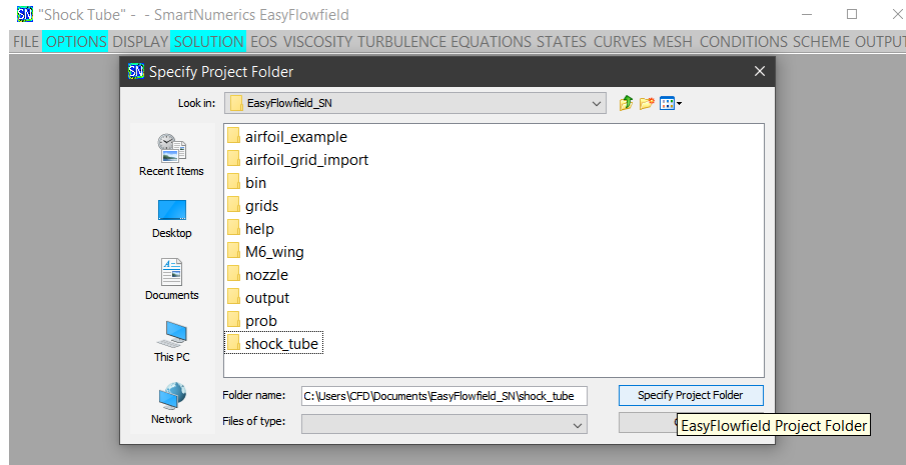 SN "Shock Tube" - - SmartNumerics EasyFlowfield
FILE OPTIONS DISPLAY SOLUTION EOS VISCOSITY TURBULENCE EQUATIONS STATES CURVES MESH CONDITIONS SCHEME OUTPUT
SN Specify Project Folder
Look in: EasyFlowfield_SN
Recent Items
Desktop
Documents
This PC
Network
airfoil_example
airfoil_grid_import
bin
grids
help
M6_wing
nozzle
output
prob
shock_tube
Folder name: C:\Users\CFD\Documents\EasyFlowfield_SN\shock_tube Specify Project Folder
Files of type:
EasyFlowfield Project Folder